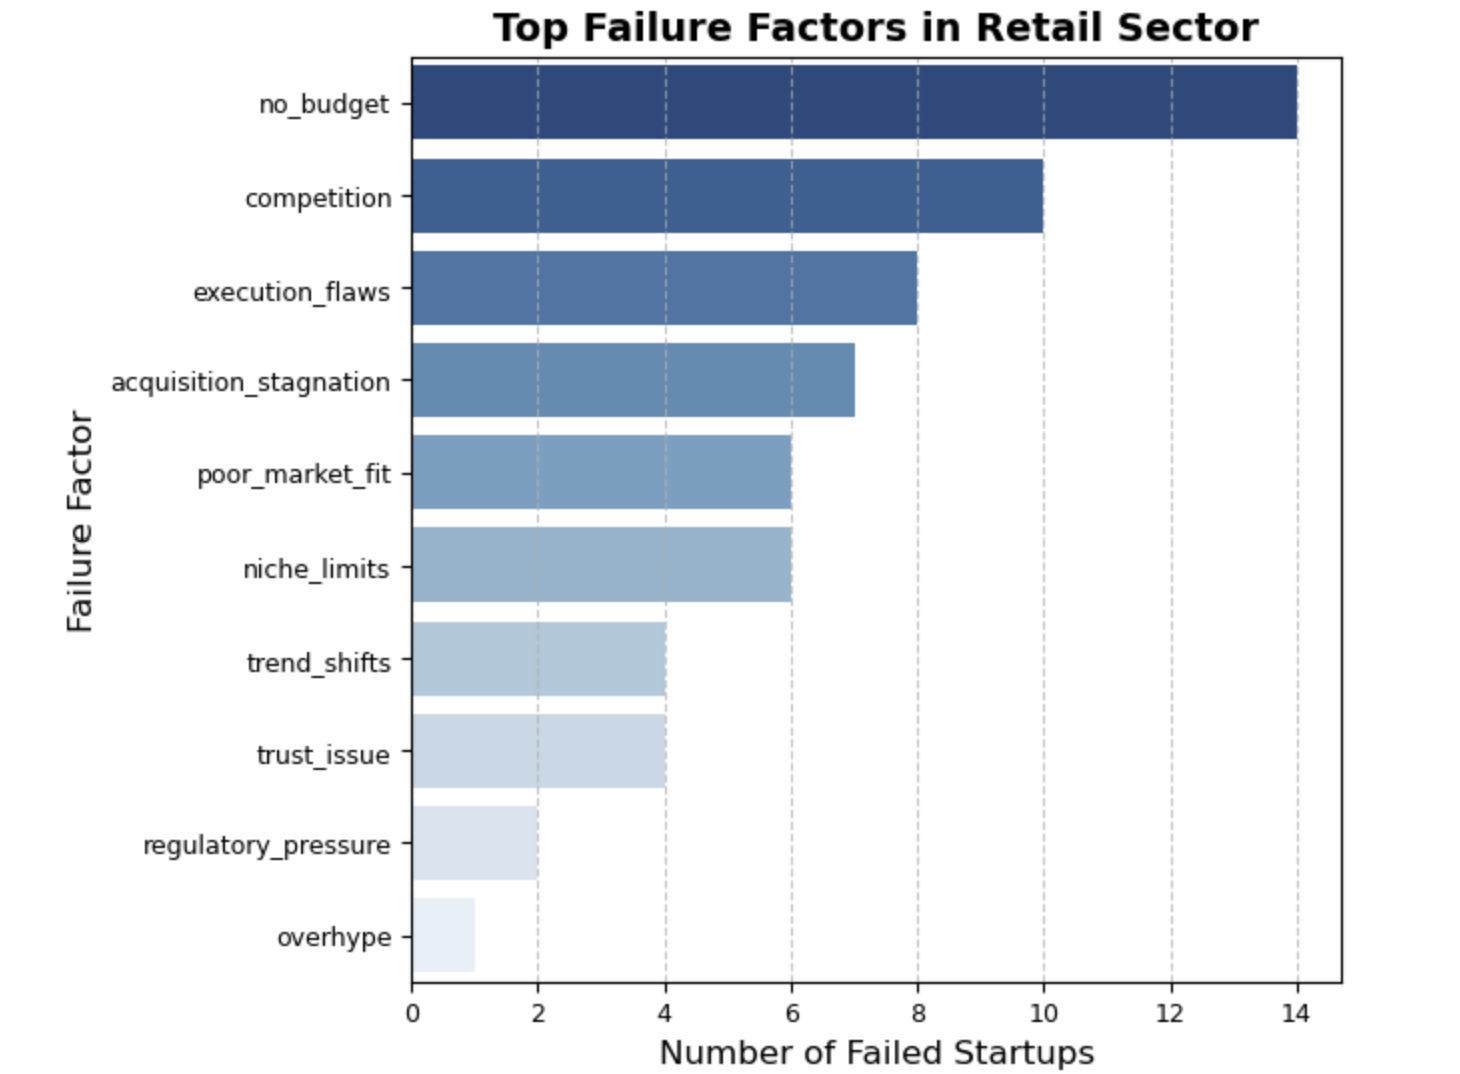 Top Failure Factors in Retail Sector
no_budget
competition
execution_flaws
acquisition_stagnation
poor_market_fit
niche_limits
trend_shifts
trust_issue
regulatory_pressure
overhype
Failure Factor
0 2 4 6 8 10 12 14
Number of Failed Startups